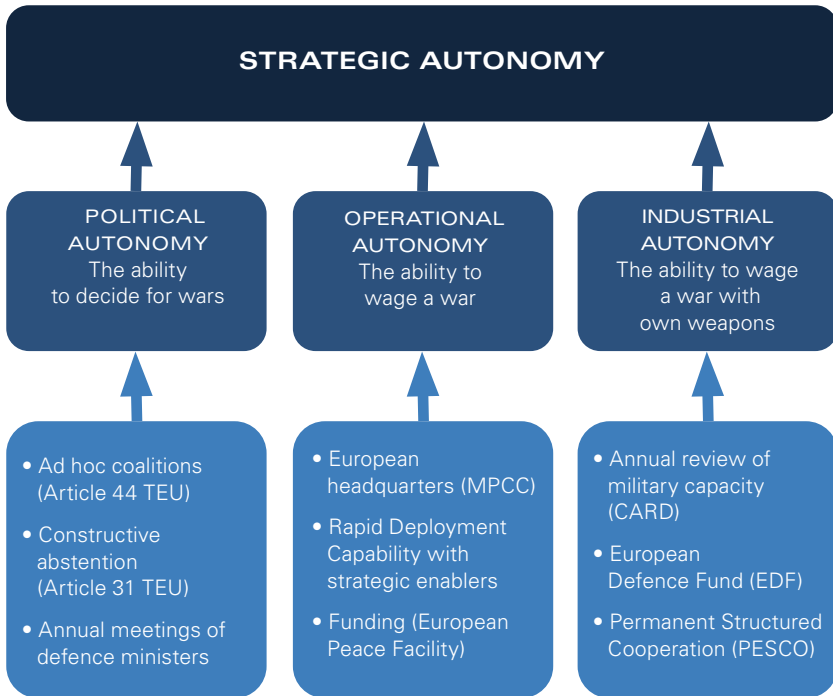 STRATEGIC AUTONOMY
POLITICAL
AUTONOMY
The ability
to decide for wars
OPERATIONAL
AUTONOMY
The ability to
wage a war
INDUSTRIAL
AUTONOMY
The ability to wage
a war with
own weapons
• Ad hoc coalitions
(Article 44 TEU)
• Constructive
abstention
(Article 31 TEU)
• Annual meetings of
defence ministers
• European
headquarters (MPCC)
• Rapid Deployment
Capability with
strategic enablers
• Funding (European
Peace Facility)
• Annual review of
military capacity
(CARD)
• European
Defence Fund (EDF)
• Permanent Structured
Cooperation (PESCO)